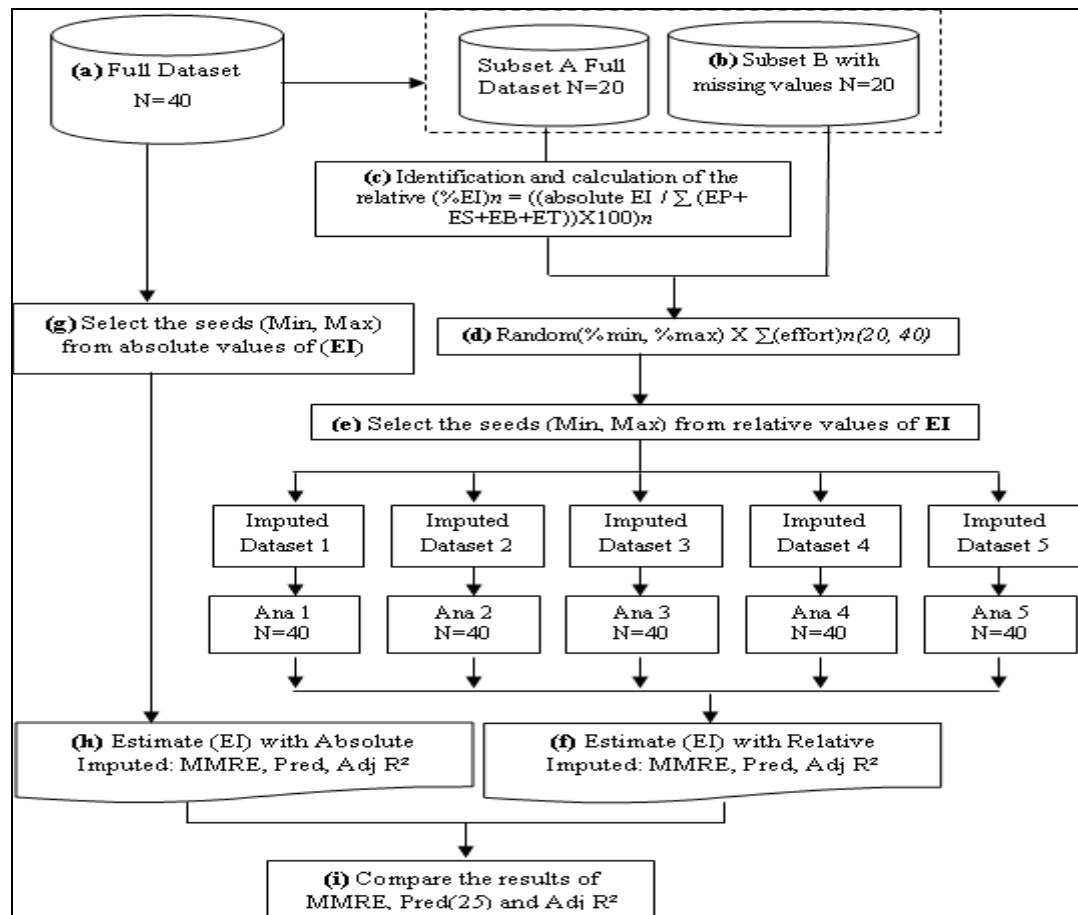 (a) Full Dataset
N=40
Subset A Full
Dataset N=20
(b) Subset B with
missing values N=20
(c) Identification and calculation of the
relative (%EI)n = ((absolute EI / ∑ (EP+
ES+EB+ET))X100)n
(g) Select the seeds (Min, Max)
from absolute values of (EI)
(d) Random(%min, %max) X ∑(effort)n(20, 40)
(e) Select the seeds (Min, Max) from relative values of EI
Imputed
Dataset 1
Imputed
Dataset 2
Imputed
Dataset 3
Imputed
Dataset 4
Imputed
Dataset 5
Ana 1
N=40
Ana 2
N=40
Ana 3
N=40
Ana 4
N=40
Ana 5
N=40
(h) Estimate (EI) with Absolute
Imputed: MMRE, Pred, Adj R²
(f) Estimate (EI) with Relative
Imputed: MMRE, Pred, Adj R²
(i) Compare the results of
MMRE, Pred(25) and Adj R²